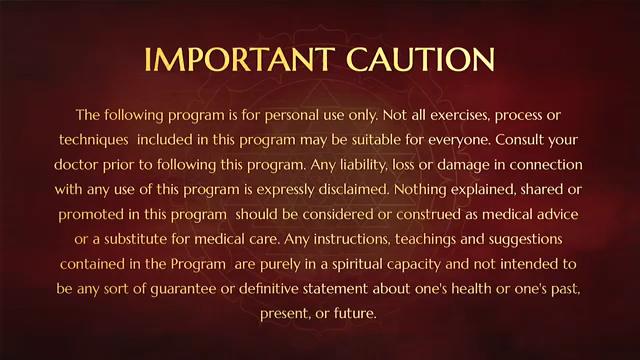 IMPORTANT CAUTION
The following program is for personal use only. Not all exercises, process or
techniques included in this program may be suitable for everyone. Consult your
doctor prior to following this program. Any liability, loss or damage in connection
with any use of this program is expressly disclaimed. Nothing explained, shared or
promoted in this program should be considered or construed as medical advice
or a substitute for medical care. Any instructions, teachings and suggestions
contained in the Program are purely in a spiritual capacity and not intended to
be any sort of guarantee or definitive statement about one's health or one's past,
present, or future.